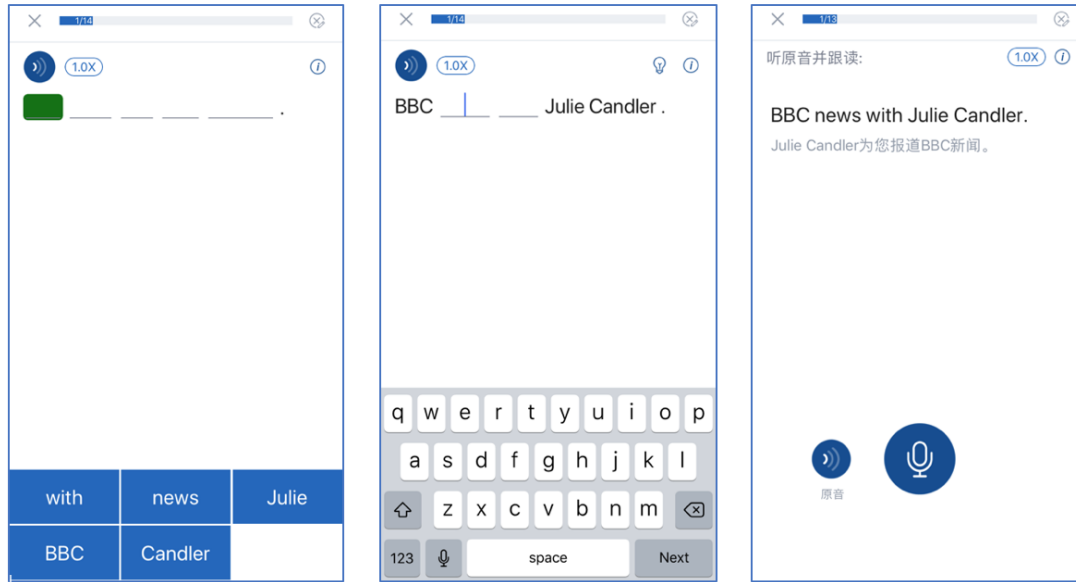 1/14
1.0X
i
.
with news Julie
BBC Candler
1/14
1.0X
i
BBC ____ ____ Julie Candler .
q w e r t y u i o p
a s d f g h j k l
z x c v b n m
123 space Next
1/13
听原音并跟读: 1.0X i
BBC news with Julie Candler.
Julie Candler为您报道BBC新闻。
原音